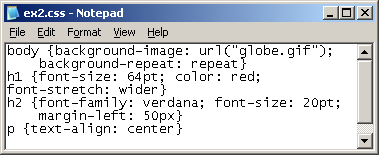 ex2.css - Notepad
File Edit Format View Help
body {background-image: url("globe.gif");
    background-repeat: repeat}
h1 {font-size: 64pt; color: red;
font-stretch: wider}
h2 {font-family: verdana; font-size: 20pt;
    margin-left: 50px}
p {text-align: center}